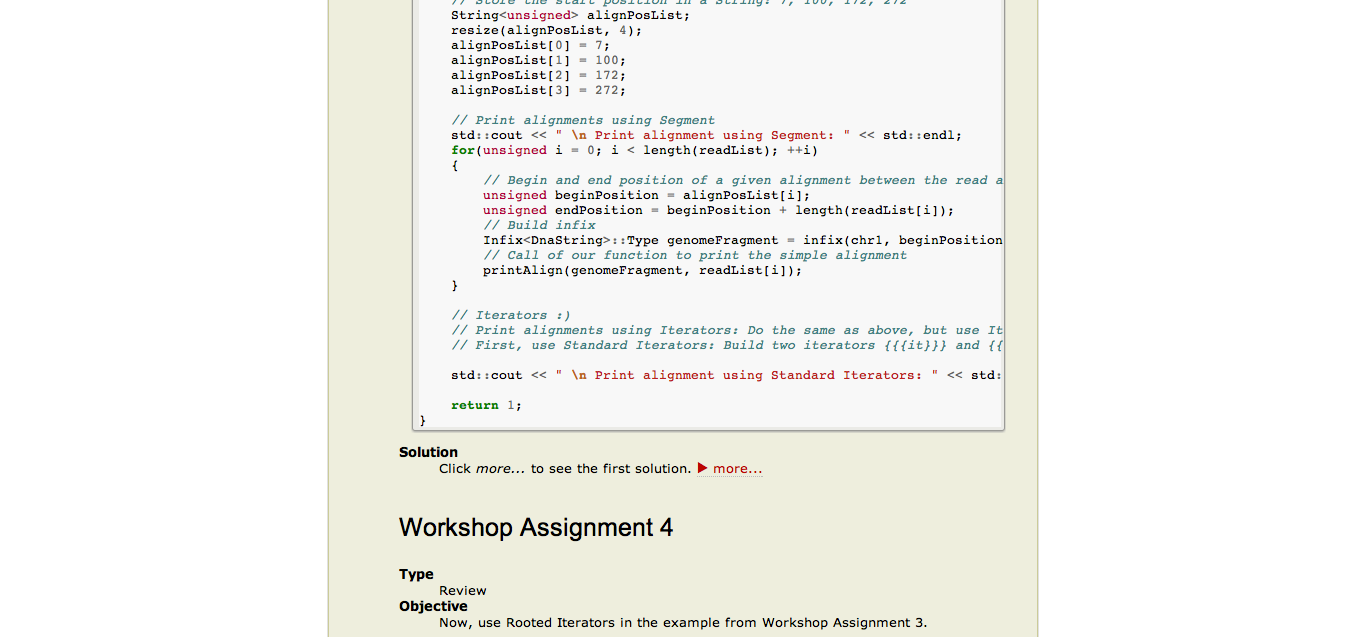 // Store the start position in a String: 7, 100, 172, 272
String<unsigned> alignPosList;
resize(alignPosList, 4);
alignPosList[0] = 7;
alignPosList[1] = 100;
alignPosList[2] = 172;
alignPosList[3] = 272;
// Print alignments using Segment
std::cout << " \n Print alignment using Segment: " << std::endl;
for(unsigned i = 0; i < length(readList); ++i)
{
// Begin and end position of a given alignment between the read a
unsigned beginPosition = alignPosList[i];
unsigned endPosition = beginPosition + length(readList[i]);
// Build infix
Infix<DnaString>::Type genomeFragment = infix(chr1, beginPosition
// Call of our function to print the simple alignment
printAlign(genomeFragment, readList[i]);
}
// Iterators :)
// Print alignments using Iterators: Do the same as above, but use It
// First, use Standard Iterators: Build two iterators {{{it}}} and {{
std::cout << " \n Print alignment using Standard Iterators: " << std:
return 1;
}
Solution
Click more... to see the first solution. ▶ more...
Workshop Assignment 4
Type
Review
Objective
Now, use Rooted Iterators in the example from Workshop Assignment 3.